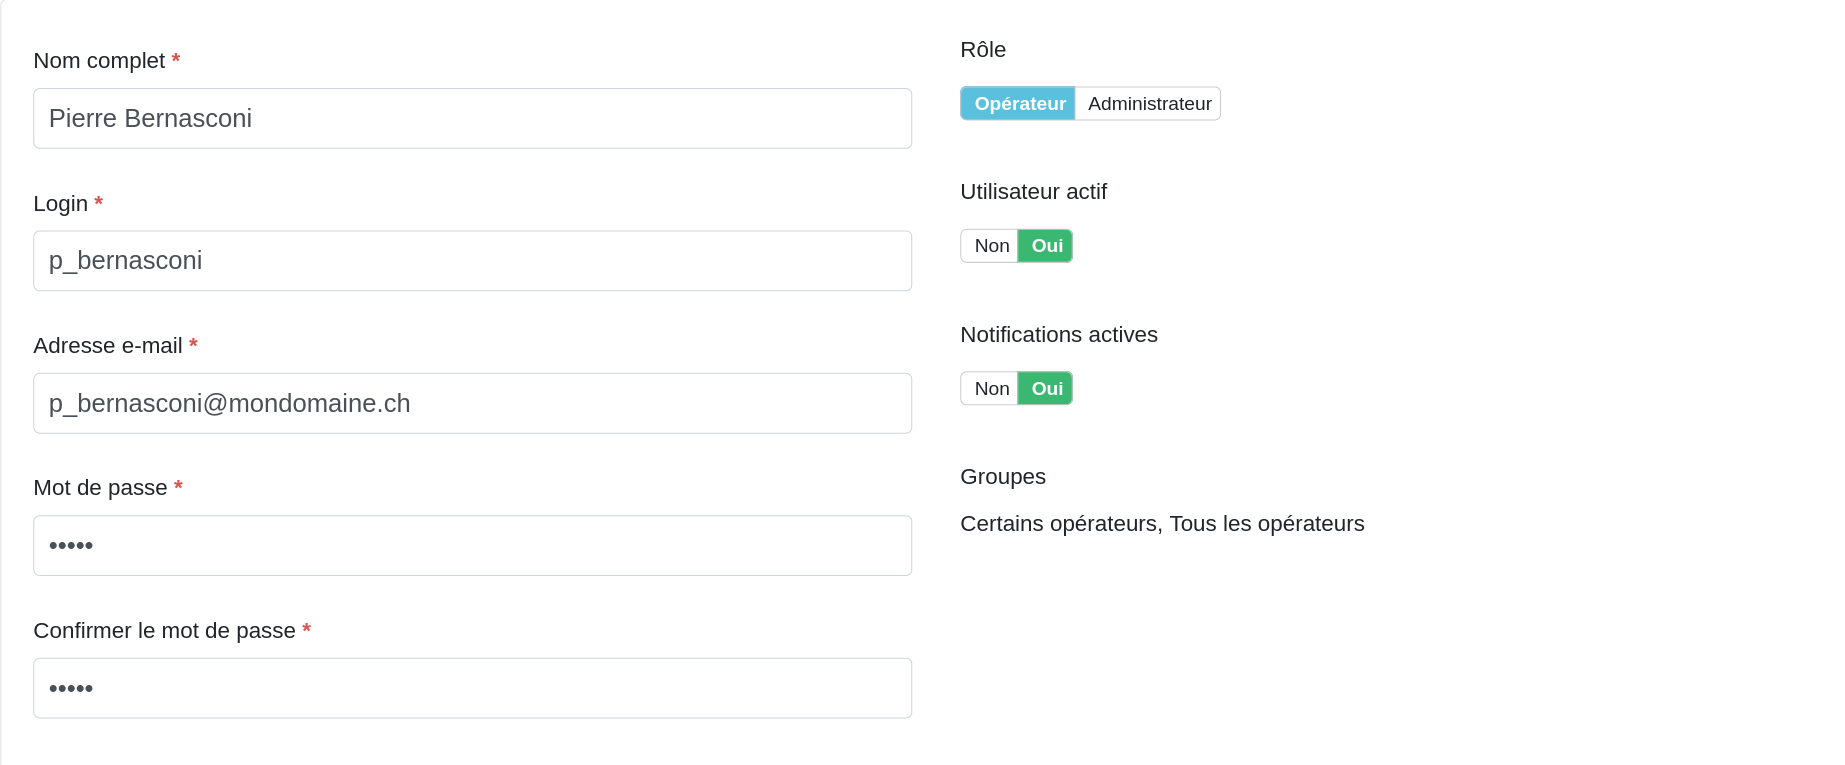 Nom complet *
Pierre Bernasconi
Login *
p_bernasconi
Adresse e-mail *
p_bernasconi@mondomaine.ch
Mot de passe *
•••••
Confirmer le mot de passe *
•••••
Rôle
Opérateur Administrateur
Utilisateur actif
Non Oui
Notifications actives
Non Oui
Groupes
Certains opérateurs, Tous les opérateurs